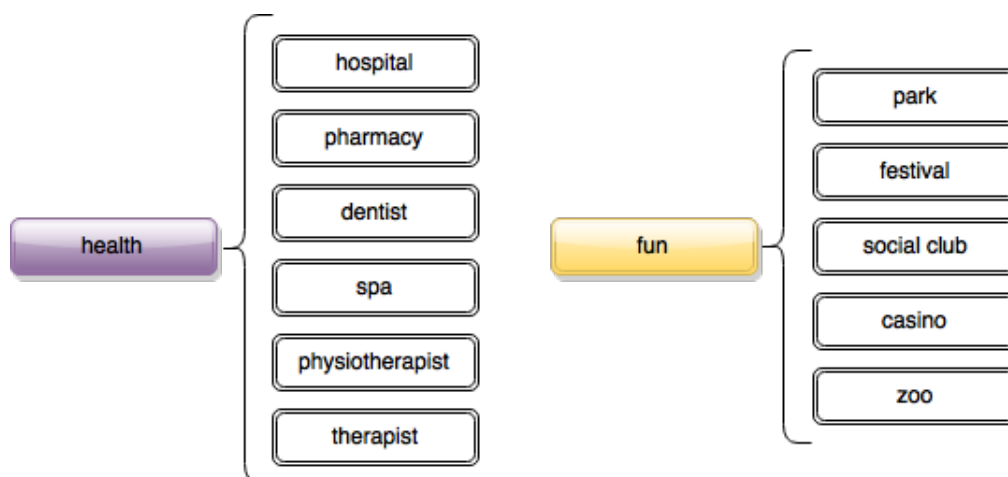 health
hospital
pharmacy
dentist
spa
physiotherapist
therapist
fun
park
festival
social club
casino
zoo